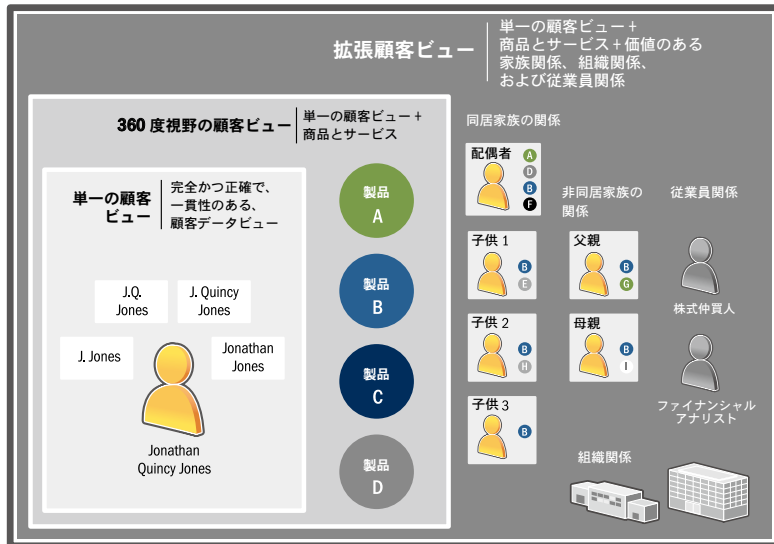 拡張顧客ビュー
単一の顧客ビュー +
商品とサービス + 価値のある
家族関係、組織関係、
および従業員関係
360 度視野の顧客ビュー
単一の顧客ビュー +
商品とサービス
単一の顧客
ビュー
完全かつ正確で、
一貫性のある、
顧客データビュー
J.Q.
Jones
J. Quincy
Jones
J. Jones
Jonathan
Jones
Jonathan
Quincy Jones
製品
A
製品
B
製品
C
製品
D
同居家族の関係
配偶者
A
D
B
F
子供 1
B
E
子供 2
B
H
子供 3
B
非同居家族の
関係
父親
B
G
母親
B
I
従業員関係
株式仲買人
ファイナンシャル
アナリスト
組織関係